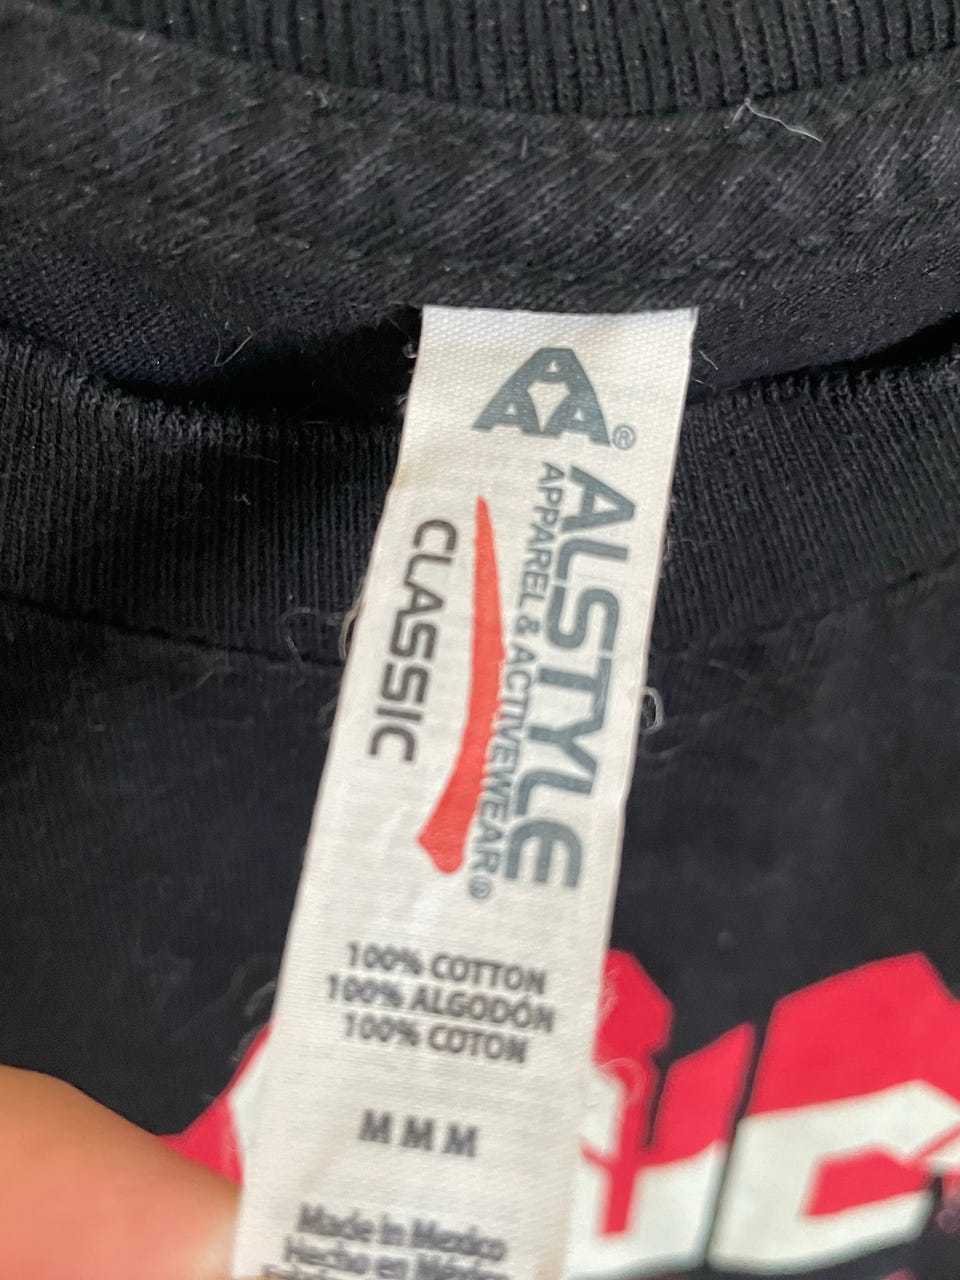 AAA®
ALSTYLE
APPAREL & ACTIVEWEAR®
CLASSIC
100% COTTON
100% ALGODÓN
100% COTON
M M M
Made in Mexico
Hecho en México